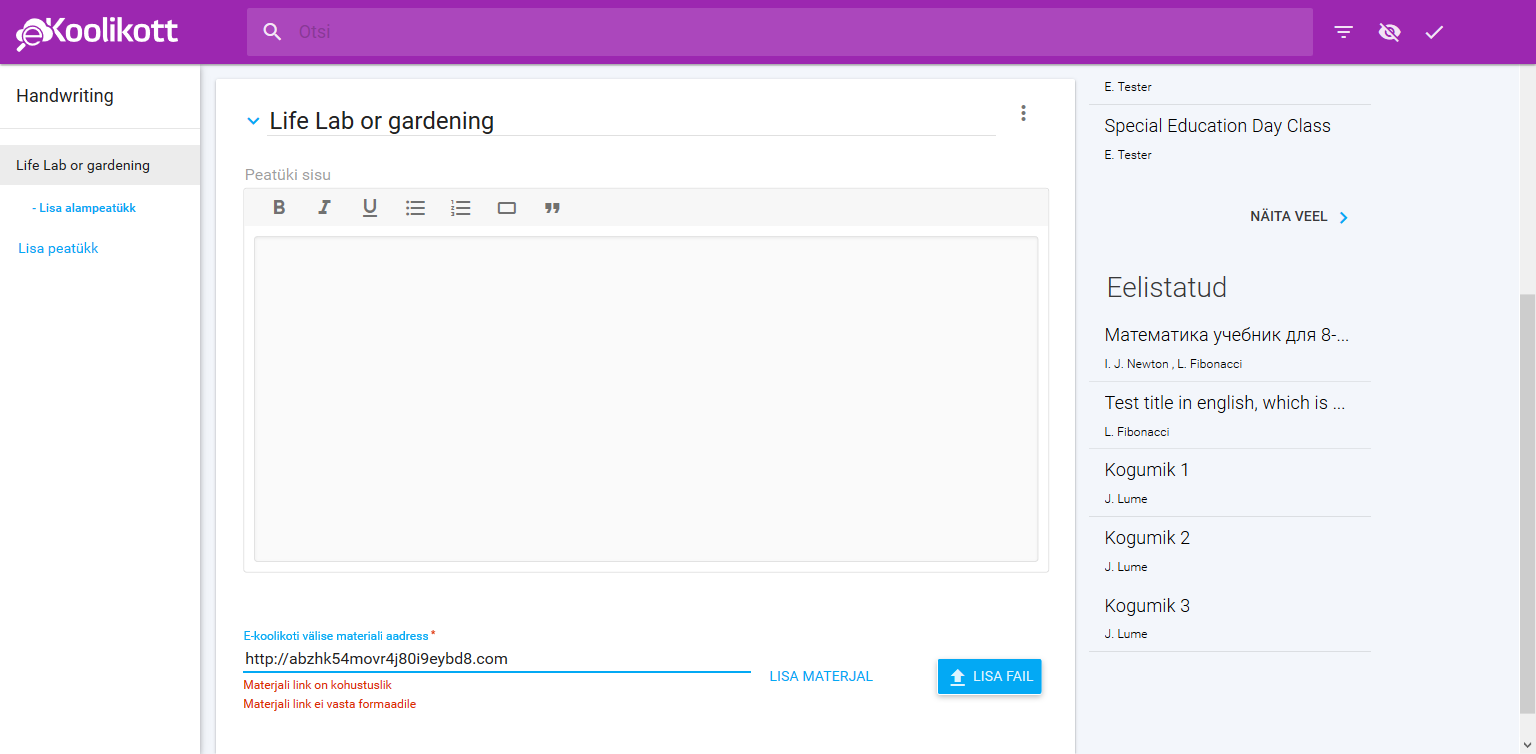 eKoolikott
Otsi
Handwriting
Life Lab or gardening
- Lisa alampeatükk
Lisa peatükk
Life Lab or gardening
Peatüki sisu
B I U
E-koolikoti välise materiali aadress *
http://abzhk54movr4j80i9eybd8.com
Materjali link on kohustuslik
Materjali link ei vasta formaadile
LISA MATERJAL
LISA FAIL
E. Tester
Special Education Day Class
E. Tester
NÄITA VEEL
Eelistatud
Математика учебник для 8-...
I. J. Newton , L. Fibonacci
Test title in english, which is ...
L. Fibonacci
Kogumik 1
J. Lume
Kogumik 2
J. Lume
Kogumik 3
J. Lume